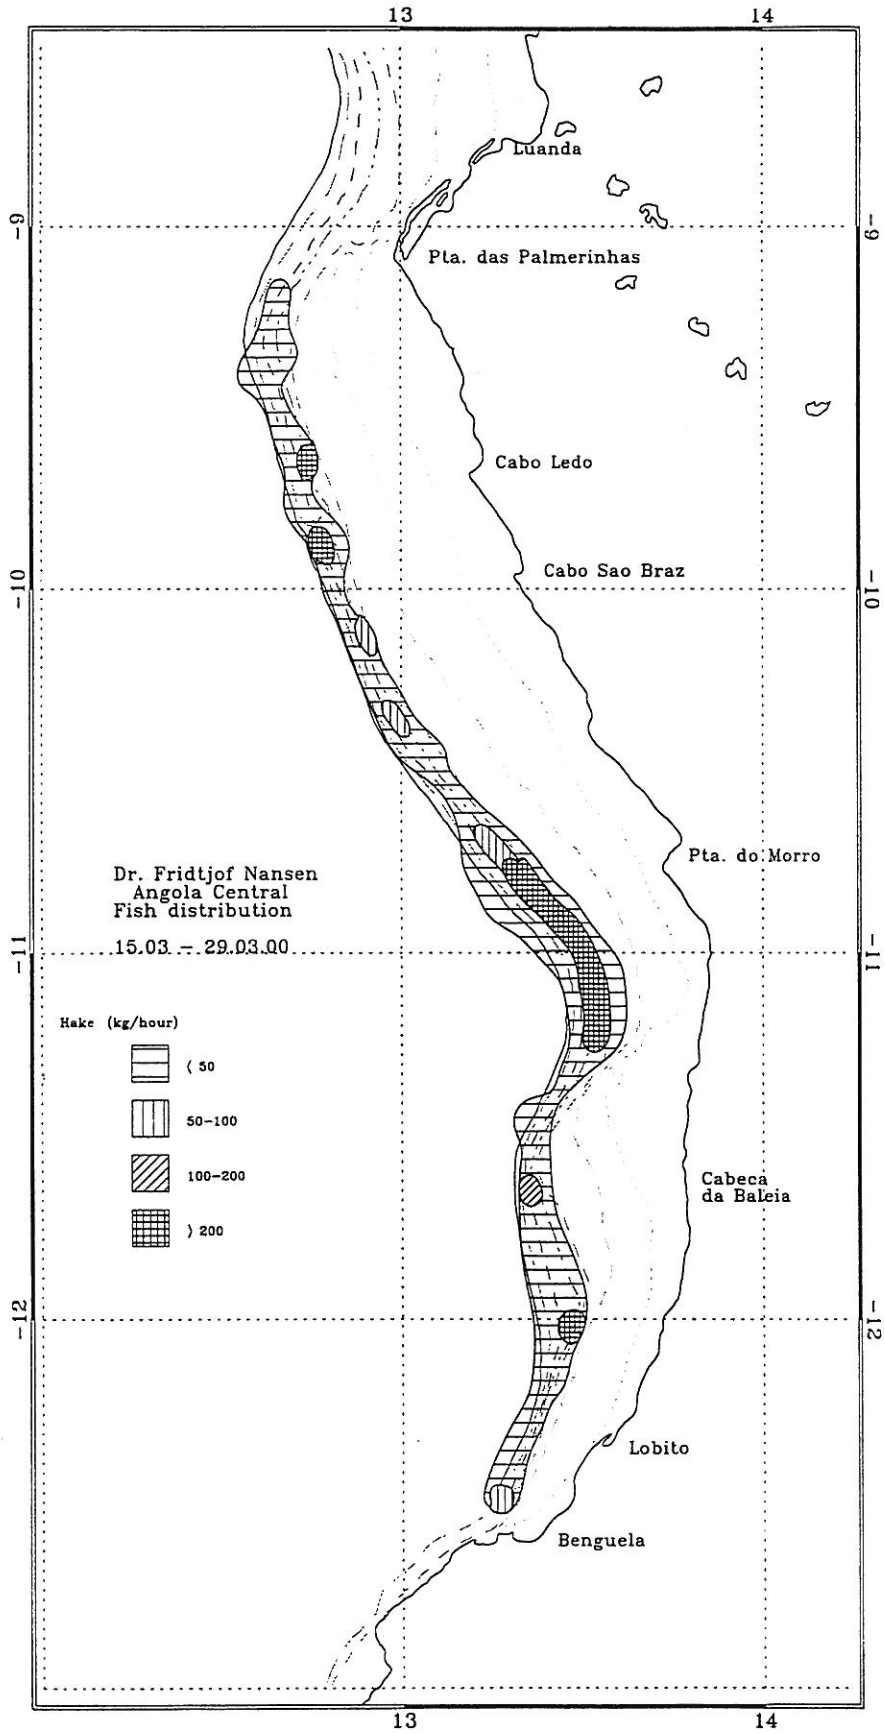 13 14
Luanda
-9 -9
Pta. das Palmerinhas
Cabo Ledo
Cabo Sao Braz
-10 -10
Pta. do Morro
Dr. Fridtjof Nansen
Angola Central
Fish distribution
15.03 - 29.03.00
-11 -11
Hake (kg/hour)
⟨ 50
50-100
100-200
⟩ 200
Cabeca
da Baleia
-12 -12
Lobito
Benguela
13 14